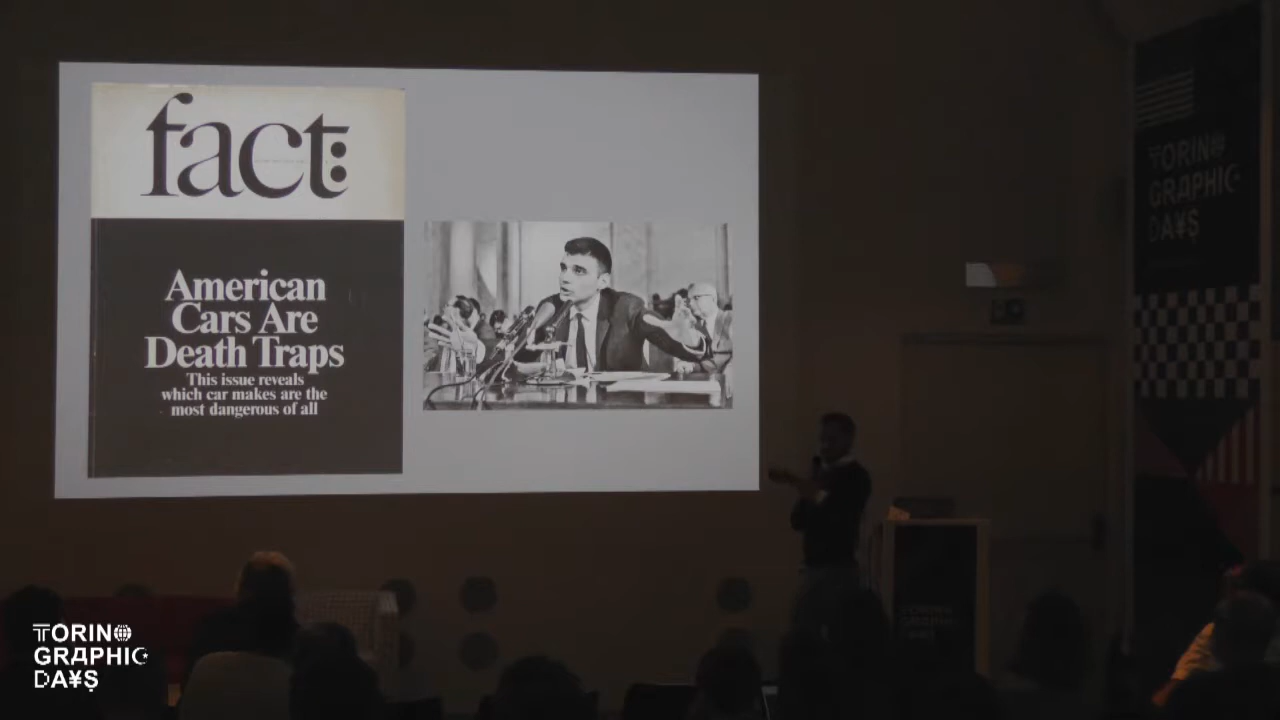 fact:
American
Cars Are
Death Traps
This issue reveals
which car makes are the
most dangerous of all
TORINO
GRAPHIC
DAYS
TORINO
GRAPHIC
DA¥S